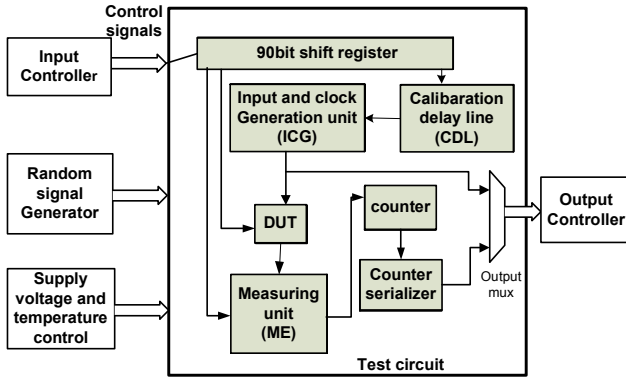 Control
signals
90bit shift register
Input
Controller
Input and clock
Generation unit
(ICG)
Calibaration
delay line
(CDL)
Random
signal
Generator
DUT
counter
Output
Controller
Supply
voltage and
temperature
control
Measuring
unit
(ME)
Counter
serializer
Output
mux
Test circuit